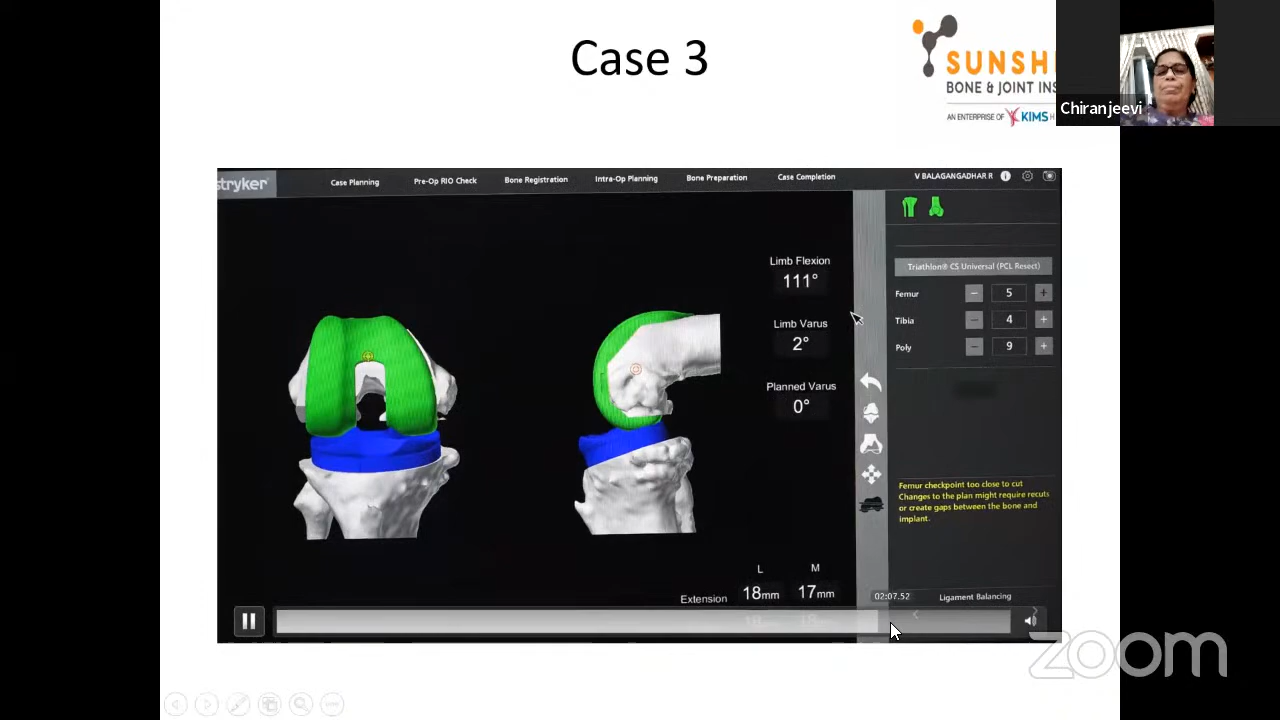 Case 3
SUNSHI
BONE & JOINT INS
AN ENTERPRISE OF KIMS H
Chiranjeevi
stryker
Case Planning
Pre-Op RIO Check
Bone Registration
Intra-Op Planning
Bone Preparation
Case Completion
V BALAGANGADHAR R
Limb Flexion
111°
Limb Varus
2°
Planned Varus
0°
Triathlon® CS Universal (PCL Resect)
Femur - 5 +
Tibia - 4 +
Poly - 9 +
Femur checkpoint too close to cut
Changes to the plan might require recuts
or create gaps between the bone and
implant.
L M
Extension 18mm 17mm
02:07.52
Ligament Balancing
zoom